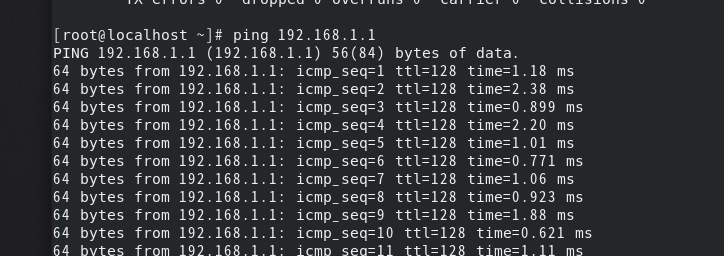 TX errors 0  dropped 0 overruns 0  carrier 0  collisions 0
[root@localhost ~]# ping 192.168.1.1
PING 192.168.1.1 (192.168.1.1) 56(84) bytes of data.
64 bytes from 192.168.1.1: icmp_seq=1 ttl=128 time=1.18 ms
64 bytes from 192.168.1.1: icmp_seq=2 ttl=128 time=2.38 ms
64 bytes from 192.168.1.1: icmp_seq=3 ttl=128 time=0.899 ms
64 bytes from 192.168.1.1: icmp_seq=4 ttl=128 time=2.20 ms
64 bytes from 192.168.1.1: icmp_seq=5 ttl=128 time=1.01 ms
64 bytes from 192.168.1.1: icmp_seq=6 ttl=128 time=0.771 ms
64 bytes from 192.168.1.1: icmp_seq=7 ttl=128 time=1.06 ms
64 bytes from 192.168.1.1: icmp_seq=8 ttl=128 time=0.923 ms
64 bytes from 192.168.1.1: icmp_seq=9 ttl=128 time=1.88 ms
64 bytes from 192.168.1.1: icmp_seq=10 ttl=128 time=0.621 ms
64 bytes from 192.168.1.1: icmp_seq=11 ttl=128 time=1.11 ms